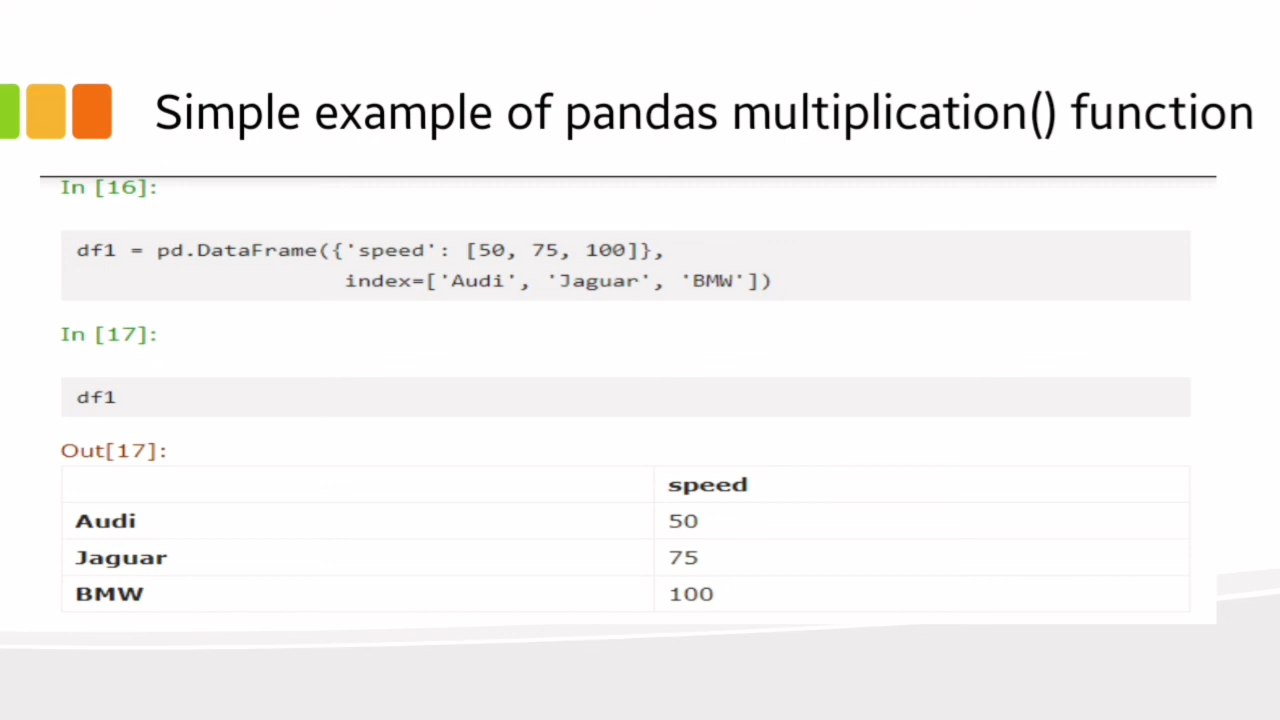 Simple example of pandas multiplication() function
In [16]:
df1 = pd.DataFrame({'speed': [50, 75, 100]},
index=['Audi', 'Jaguar', 'BMW'])
In [17]:
df1
Out[17]:
speed
Audi 50
Jaguar 75
BMW 100